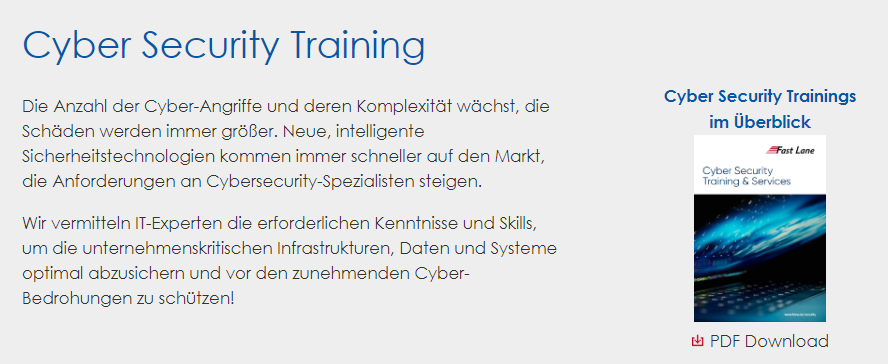 Cyber Security Training
Die Anzahl der Cyber-Angriffe und deren Komplexität wächst, die
Schäden werden immer größer. Neue, intelligente
Sicherheitstechnologien kommen immer schneller auf den Markt,
die Anforderungen an Cybersecurity-Spezialisten steigen.
Wir vermitteln IT-Experten die erforderlichen Kenntnisse und Skills,
um die unternehmenskritischen Infrastrukturen, Daten und Systeme
optimal abzusichern und vor den zunehmenden Cyber-
Bedrohungen zu schützen!
Cyber Security Trainings
im Überblick
Fast Lane
Cyber Security
Training & Services
PDF Download